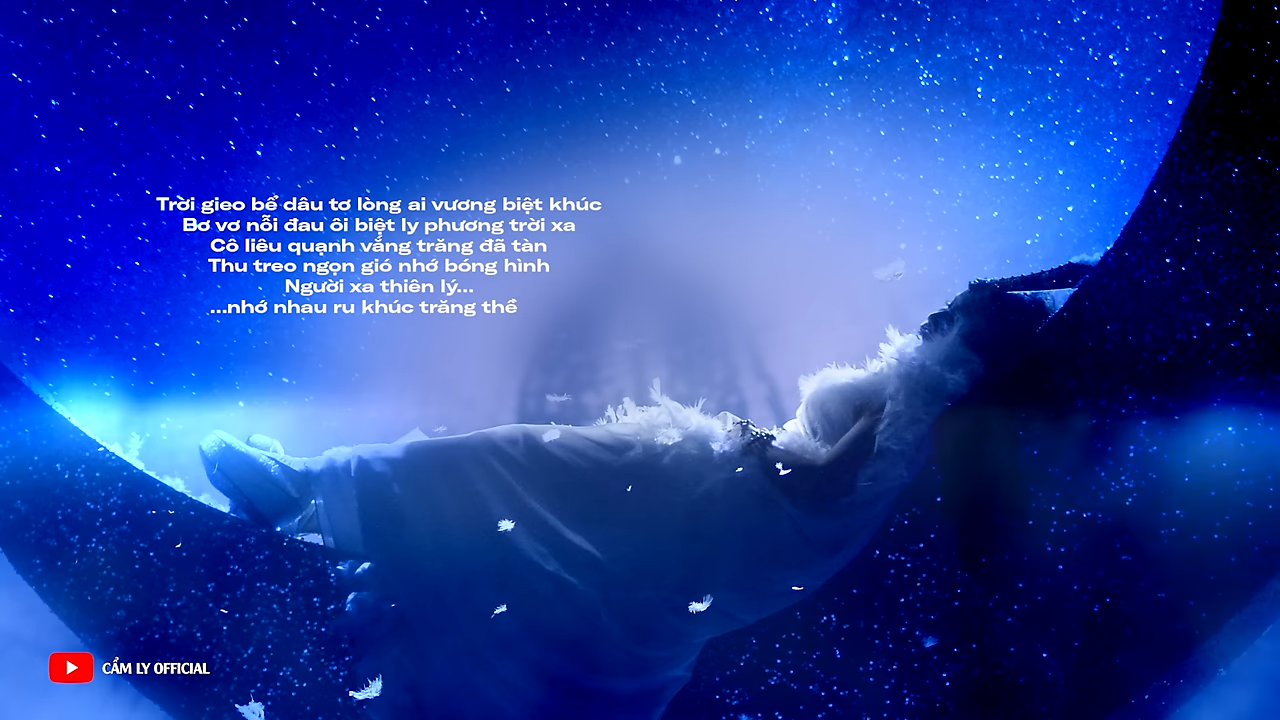 Trời gieo bể dâu tơ lòng ai vương biệt khúc
Bơ vơ nỗi đau ôi biệt ly phương trời xa
Cô liêu quạnh vắng trăng đã tàn
Thu treo ngọn gió nhớ bóng hình
Người xa thiên lý...
...nhớ nhau ru khúc trăng thề
CẨM LY OFFICIAL